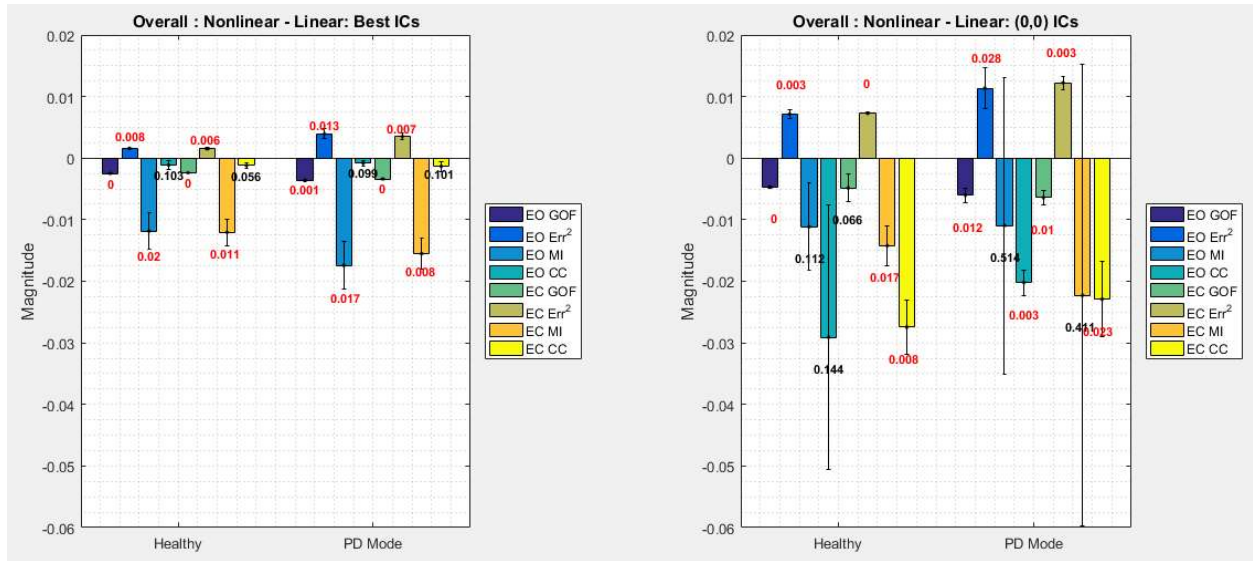 Overall : Nonlinear - Linear: Best ICs
0.02
0.01
0
-0.01
-0.02
-0.03
-0.04
-0.05
-0.06
Magnitude
0
0.008
0.02
0.103
0
0.006
0.011
0.056
0.001
0.013
0.017
0.099
0
0.007
0.008
0.101
Healthy
PD Mode
EO GOF
EO Err²
EO MI
EO CC
EC GOF
EC Err²
EC MI
EC CC
Overall : Nonlinear - Linear: (0,0) ICs
0.02
0.01
0
-0.01
-0.02
-0.03
-0.04
-0.05
-0.06
Magnitude
0
0.003
0.112
0.144
0.066
0
0.017
0.008
0.012
0.028
0.514
0.003
0.01
0.003
0.411
0.023
Healthy
PD Mode
EO GOF
EO Err²
EO MI
EO CC
EC GOF
EC Err²
EC MI
EC CC